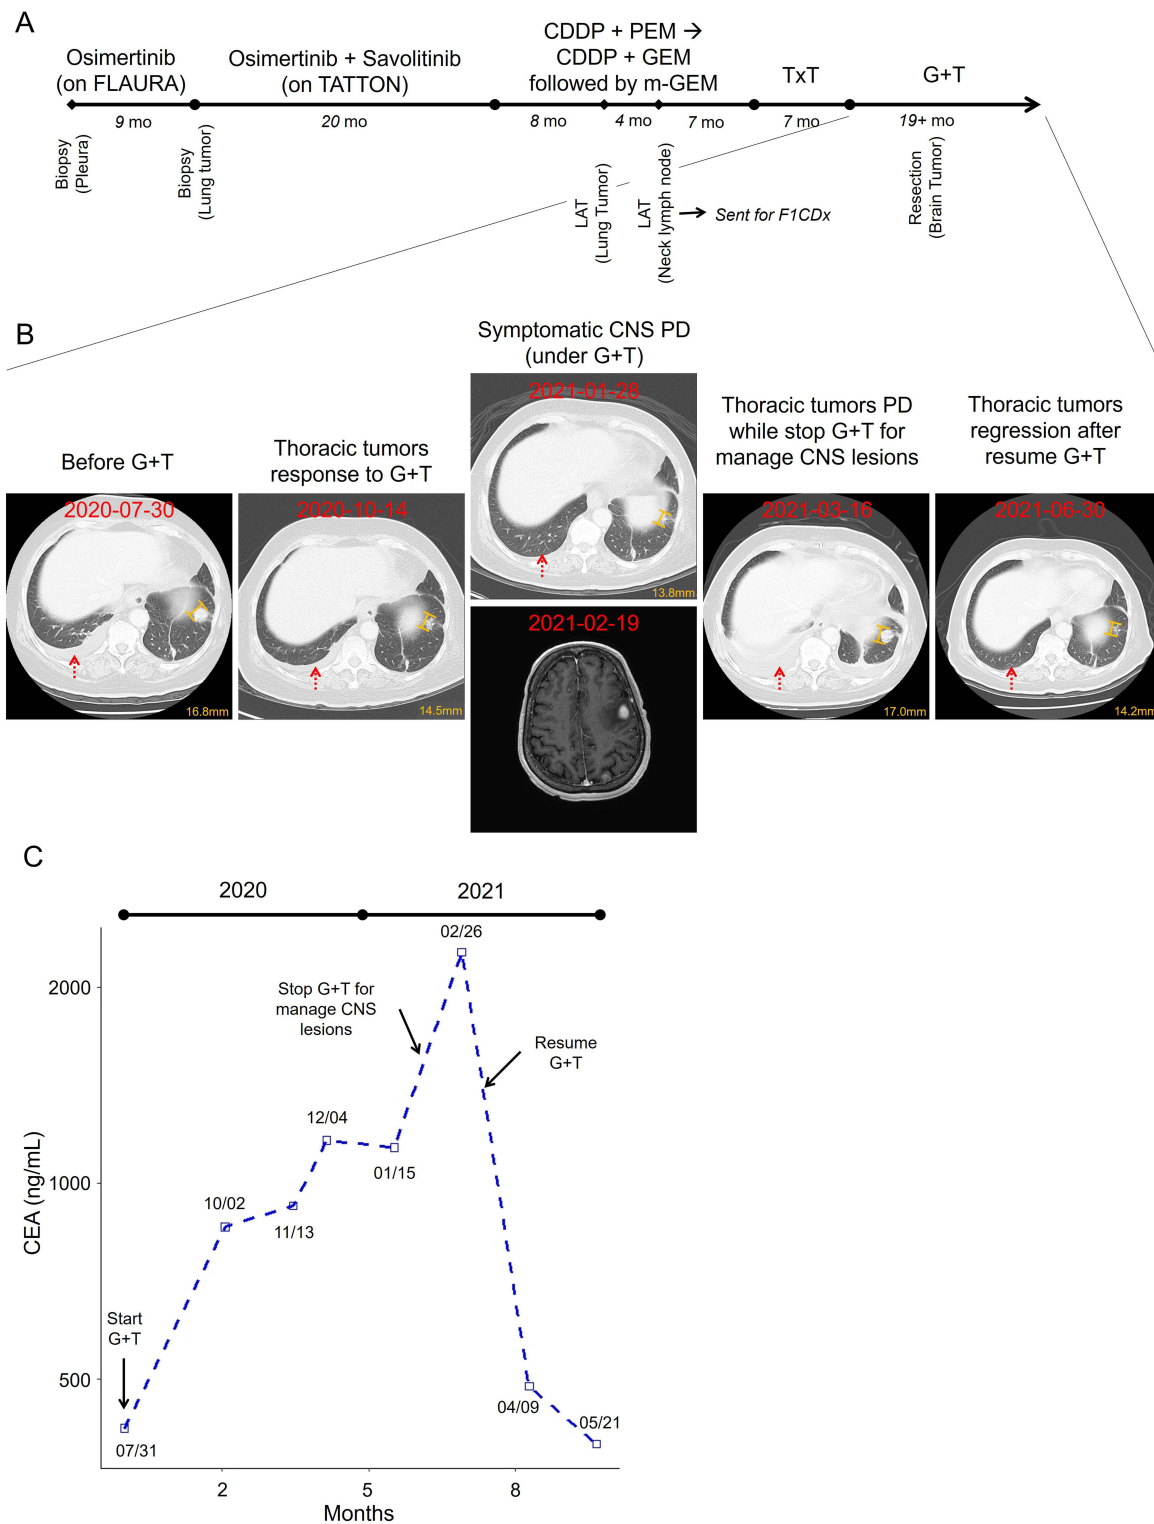 A
Osimertinib
(on FLAURA)
Osimertinib + Savolitinib
(on TATTON)
CDDP + PEM →
CDDP + GEM
followed by m-GEM
TxT
G+T
9 mo
20 mo
8 mo
4 mo
7 mo
7 mo
19+ mo
Biopsy
(Pleura)
Biopsy
(Lung tumor)
LAT
(Lung Tumor)
LAT
(Neck lymph node)
Sent for F1CDx
Resection
(Brain Tumor)
B
Before G+T
Thoracic tumors
response to G+T
Symptomatic CNS PD
(under G+T)
Thoracic tumors PD
while stop G+T for
manage CNS lesions
Thoracic tumors
regression after
resume G+T
2020-07-30
16.8mm
2020-10-14
14.5mm
2021-01-28
13.8mm
2021-02-19
2021-03-16
17.0mm
2021-06-30
14.2mm
C
2020
2021
CEA (ng/mL)
2000
1000
500
Start
G+T
07/31
10/02
11/13
12/04
01/15
Stop G+T for
manage CNS
lesions
02/26
Resume
G+T
04/09
05/21
2
5
8
Months